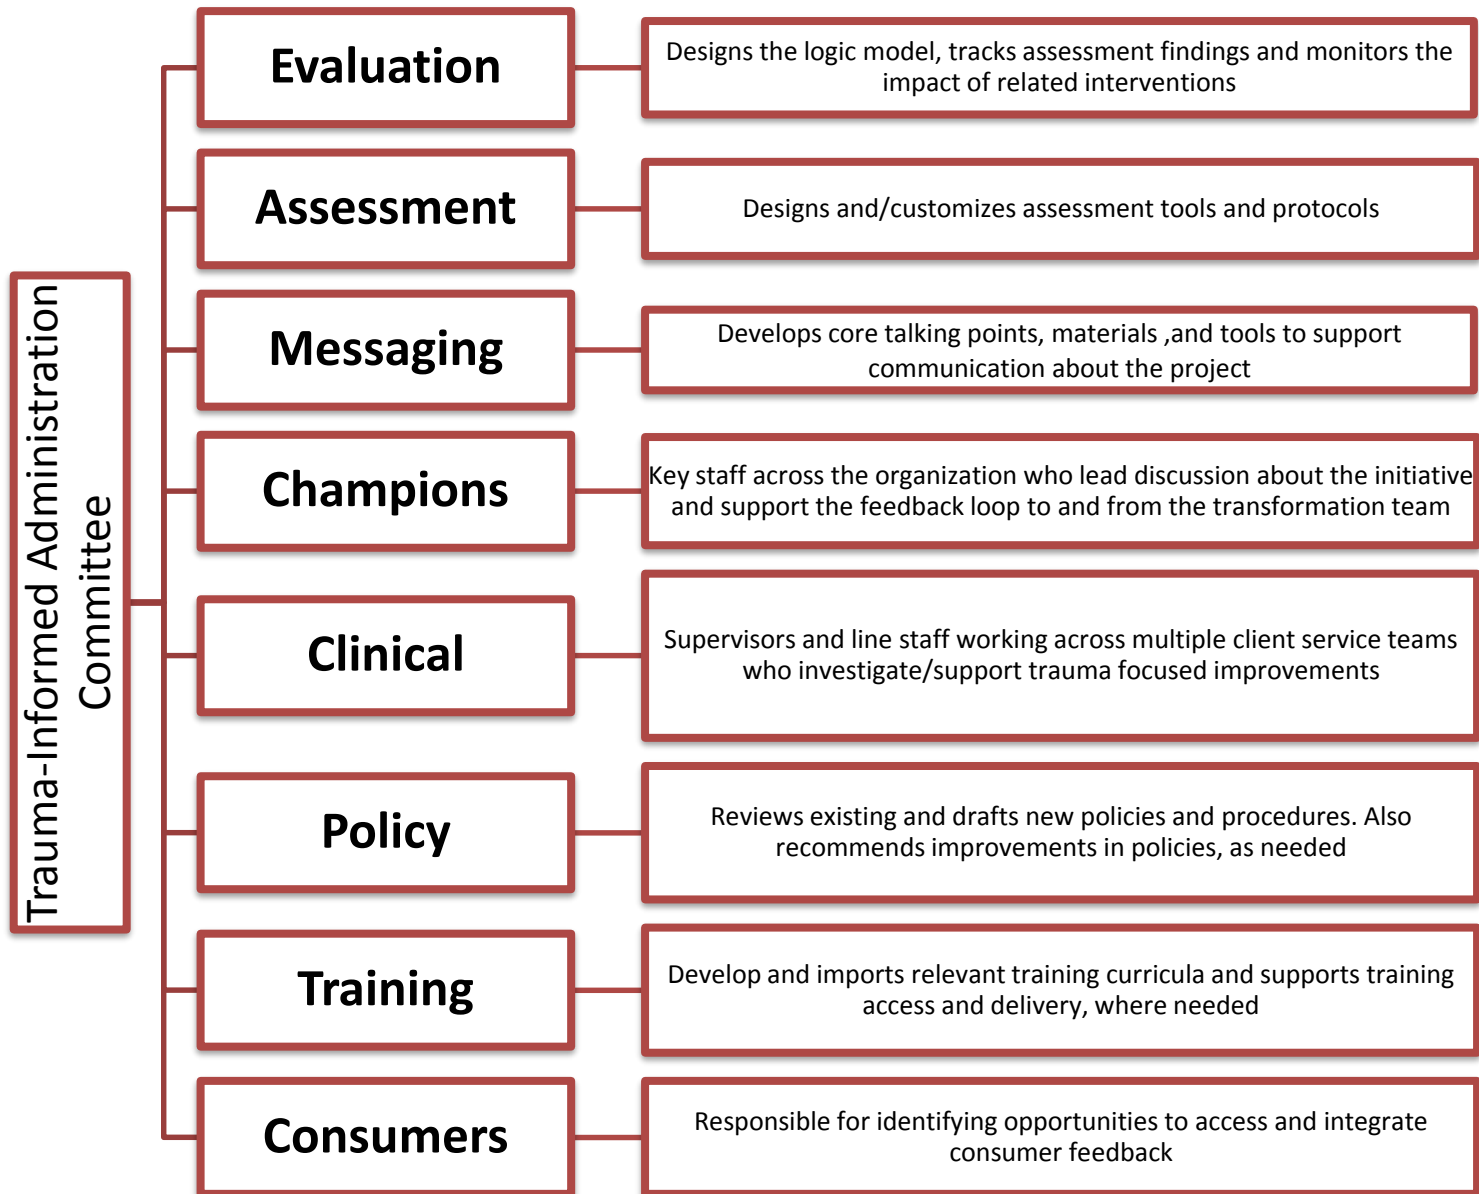 Trauma-Informed Administration
Committee
Evaluation
Designs the logic model, tracks assessment findings and monitors the
impact of related interventions
Assessment
Designs and/customizes assessment tools and protocols
Messaging
Develops core talking points, materials ,and tools to support
communication about the project
Champions
Key staff across the organization who lead discussion about the initiative
and support the feedback loop to and from the transformation team
Clinical
Supervisors and line staff working across multiple client service teams
who investigate/support trauma focused improvements
Policy
Reviews existing and drafts new policies and procedures. Also
recommends improvements in policies, as needed
Training
Develop and imports relevant training curricula and supports training
access and delivery, where needed
Consumers
Responsible for identifying opportunities to access and integrate
consumer feedback